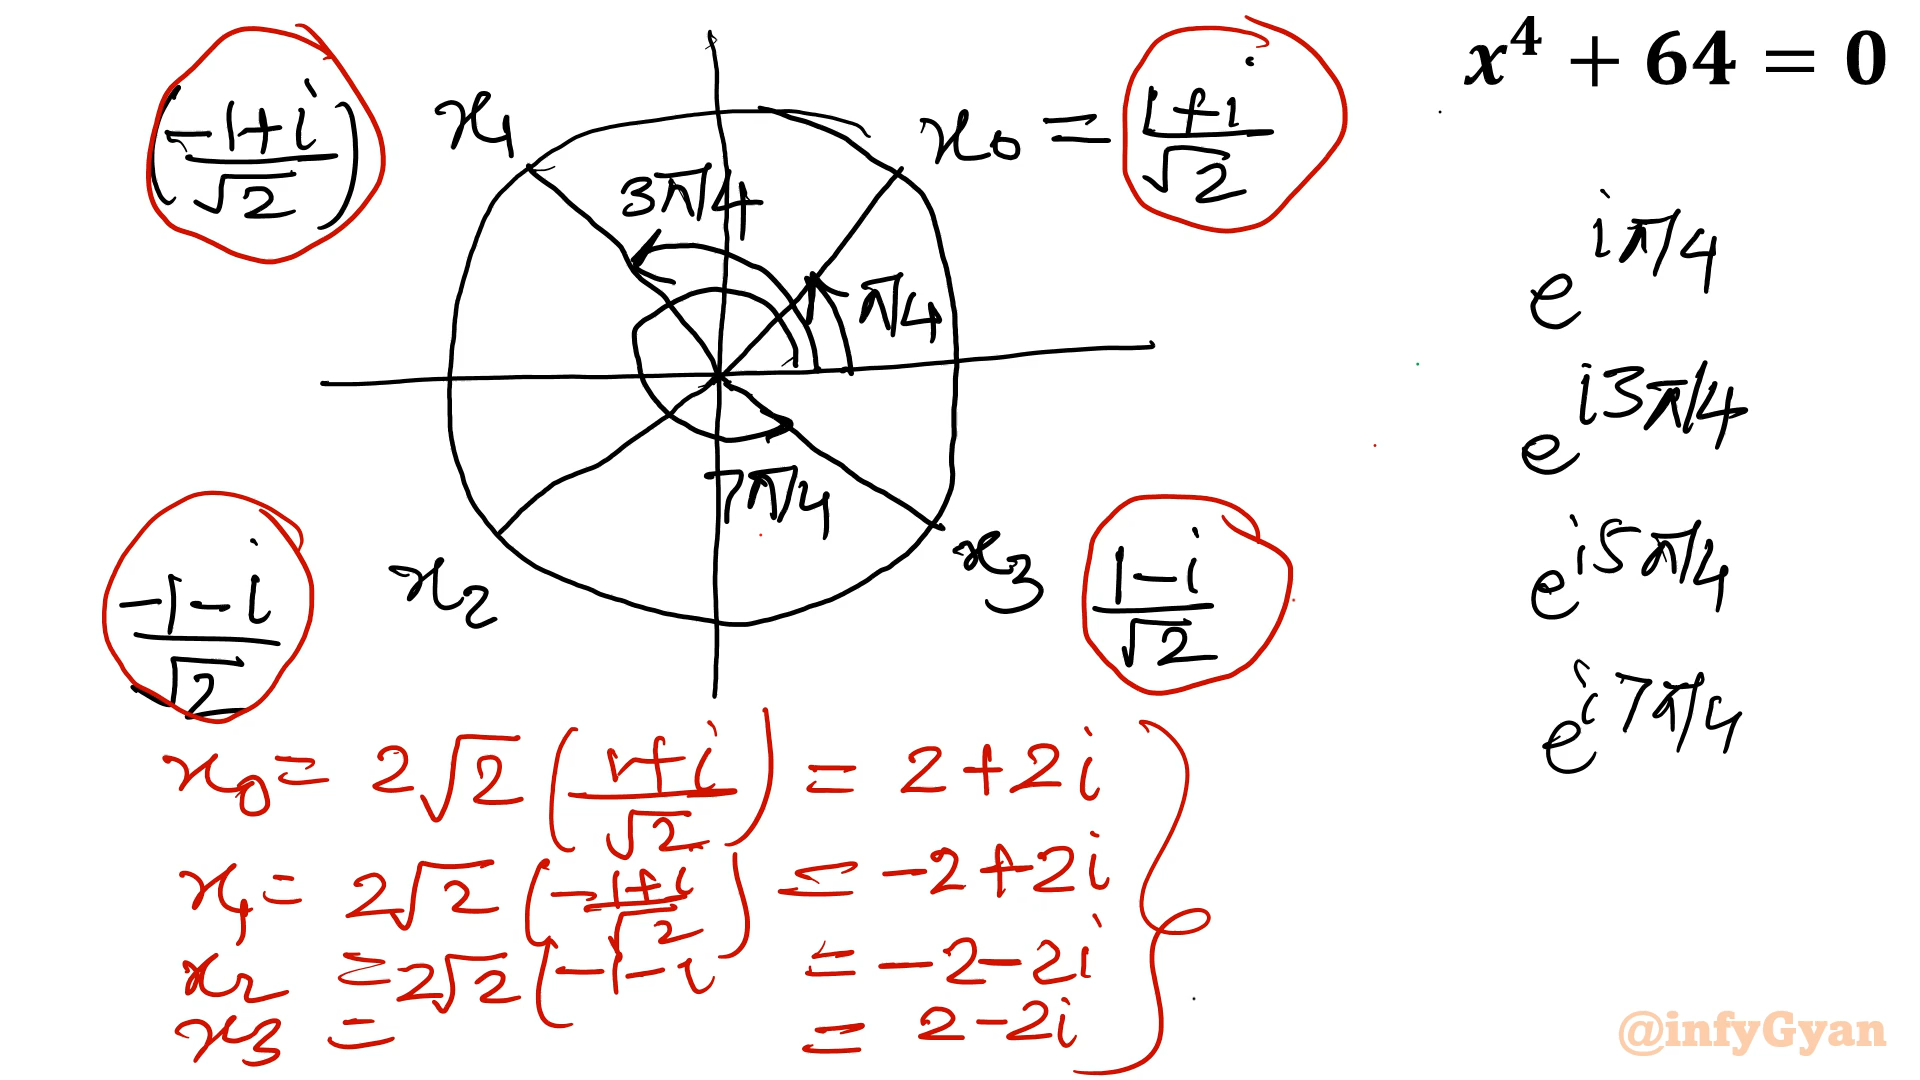 x⁴ + 64 = 0
(-1+i/√2)
x₁
x₀ = 1+i/√2
3π/4
π/4
7π/4
x₂
x₃
-1-i/√2
1-i/√2
e^iπ/4
e^i3π/4
e^i5π/4
e^i7π/4
x₀ = 2√2 (1+i/√2) = 2+2i
x₁ = 2√2 (-1+i/√2) = -2+2i
x₂ = 2√2 (-1-i = -2-2i
x₃ = = 2-2i
@infyGyan